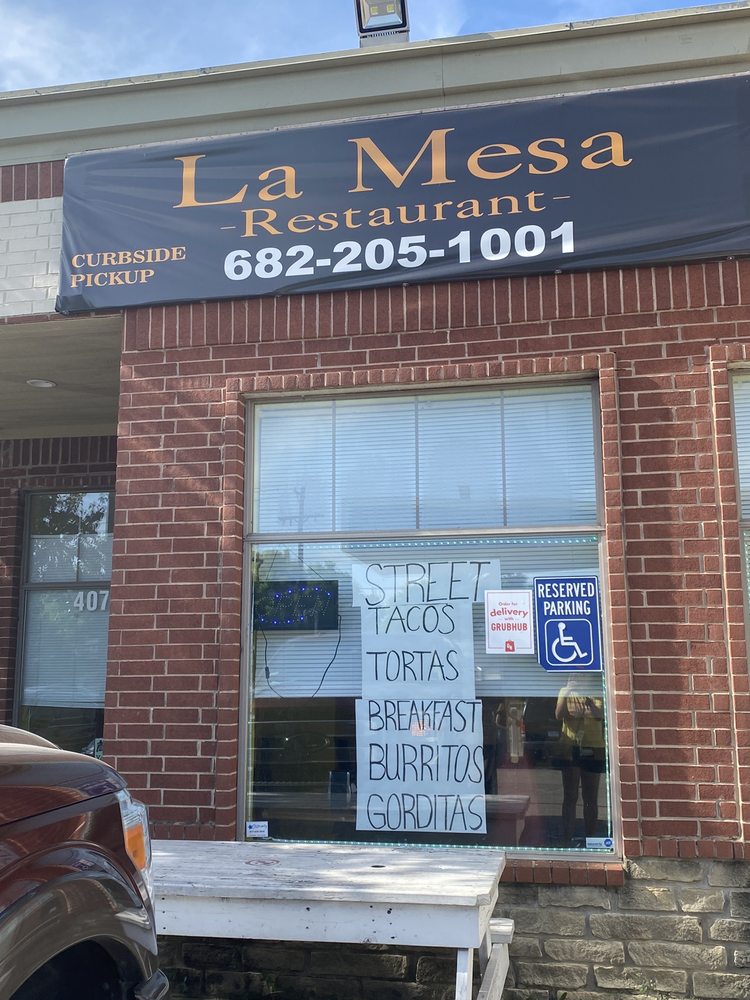 La Mesa
-Restaurant-
CURBSIDE
PICKUP
682-205-1001
407
STREET
TACOS
TORTAS
BREAKFAST
BURRITOS
GORDITAS
Order for
delivery
with
GRUBHUB
RESERVED
PARKING